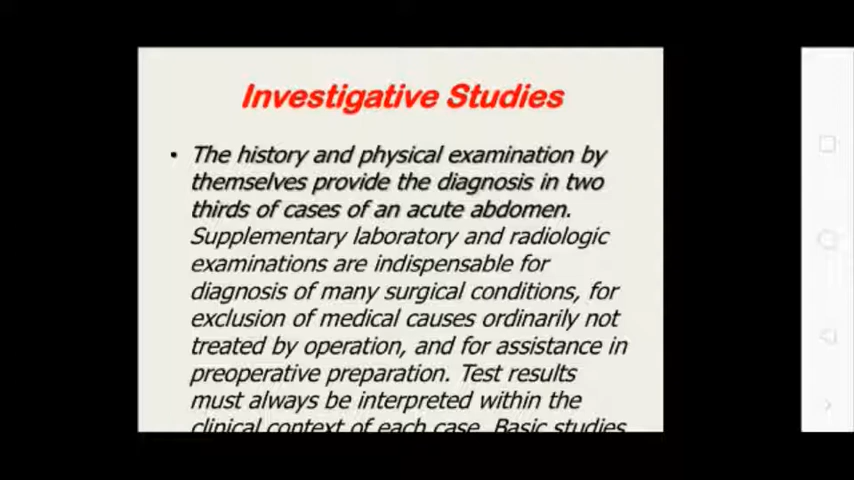 Investigative Studies
• The history and physical examination by
themselves provide the diagnosis in two
thirds of cases of an acute abdomen.
Supplementary laboratory and radiologic
examinations are indispensable for
diagnosis of many surgical conditions, for
exclusion of medical causes ordinarily not
treated by operation, and for assistance in
preoperative preparation. Test results
must always be interpreted within the
clinical context of each case. Basic studies